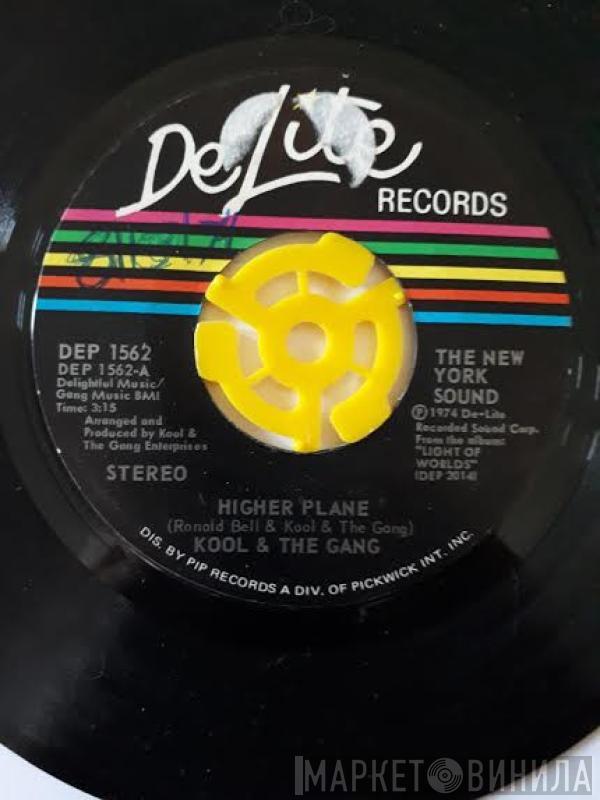 DeLite
RECORDS
DEP 1562
DEP 1562-A
Delightful Music/
Gang Music BMI
Time: 3:15
Arranged and
Produced by Kool &
The Gang Enterprises
STEREO
THE NEW
YORK
SOUND
Ⓟ 1974 De-Lite
Recorded Sound Corp.
From the album:
"LIGHT OF
WORLDS"
(DEP 2014)
HIGHER PLANE
(Ronald Bell & Kool & The Gang)
KOOL & THE GANG
DIS. BY PIP RECORDS A DIV. OF PICKWICK INT. INC.
МАРКЕТ ВИНИЛА